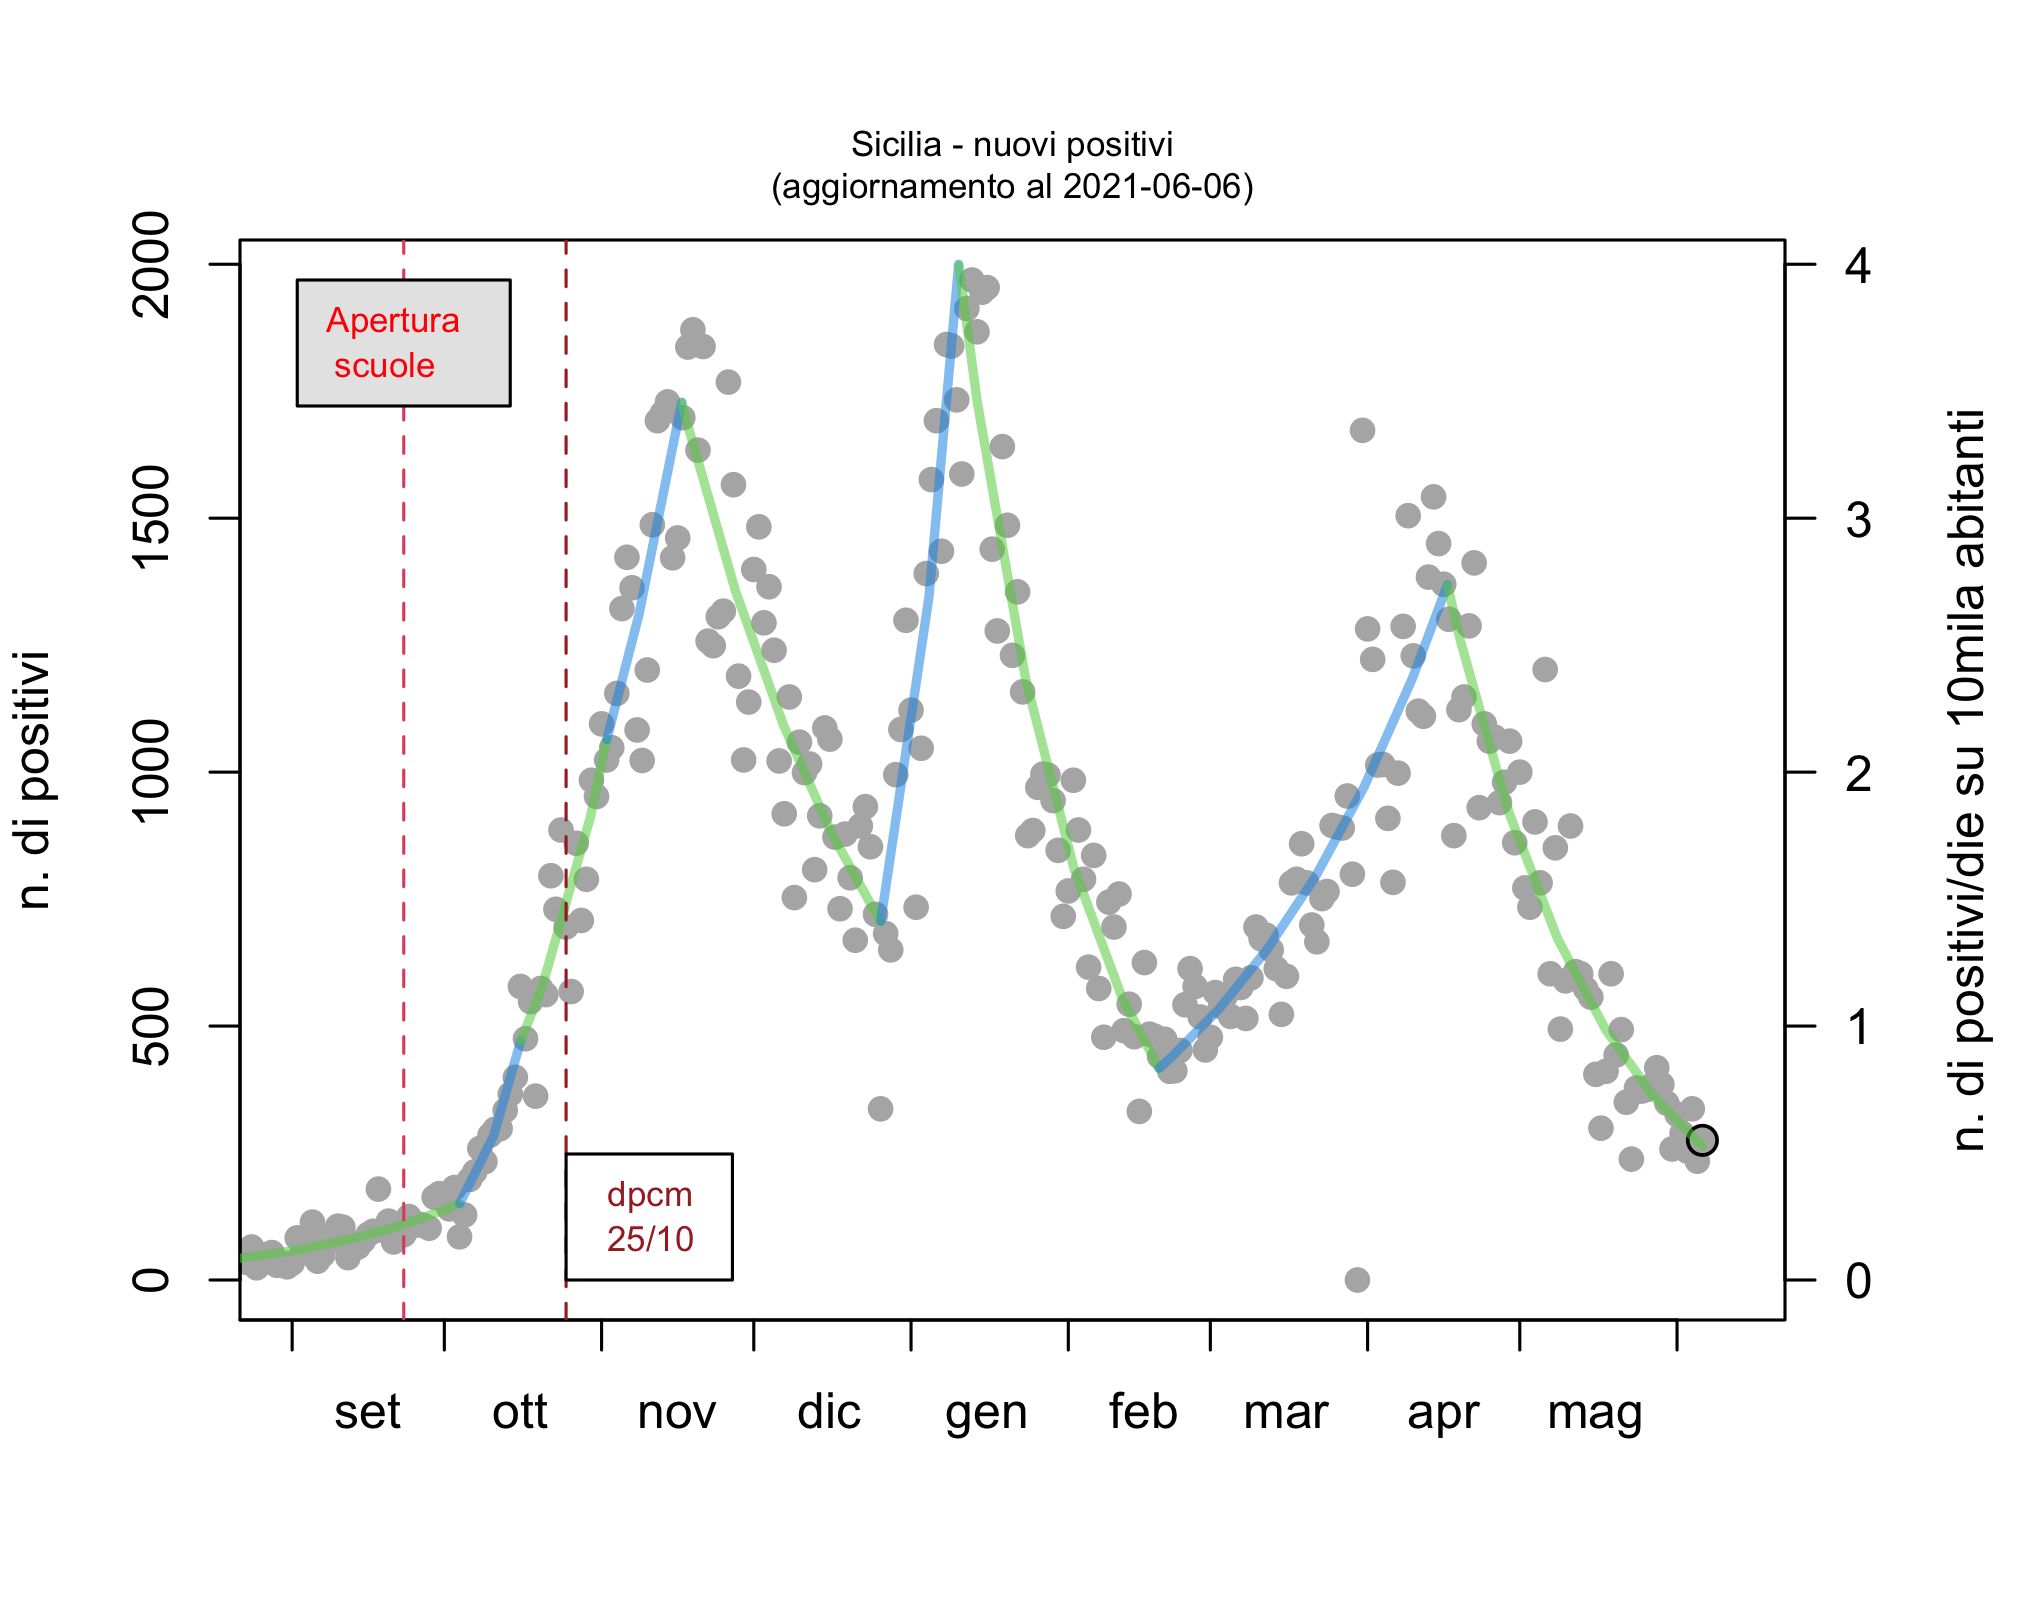 Sicilia - nuovi positivi
(aggiornamento al 2021-06-06)
n. di positivi
0
500
1000
1500
2000
Apertura
scuole
dpcm
25/10
set
ott
nov
dic
gen
feb
mar
apr
mag
0
1
2
3
4
n. di positivi/die su 10mila abitanti